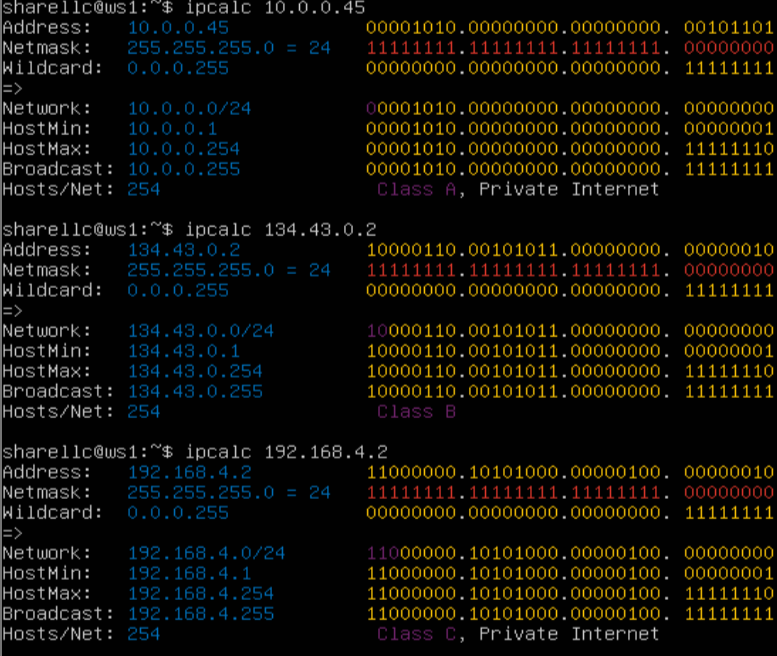 sharellc@ws1:~$ ipcalc 10.0.0.45
Address: 10.0.0.45 00001010.00000000.00000000. 00101101
Netmask: 255.255.255.0 = 24 11111111.11111111.11111111. 00000000
Wildcard: 0.0.0.255 00000000.00000000.00000000. 11111111
=>
Network: 10.0.0.0/24 00001010.00000000.00000000. 00000000
HostMin: 10.0.0.1 00001010.00000000.00000000. 00000001
HostMax: 10.0.0.254 00001010.00000000.00000000. 11111110
Broadcast: 10.0.0.255 00001010.00000000.00000000. 11111111
Hosts/Net: 254 Class A, Private Internet
sharellc@ws1:~$ ipcalc 134.43.0.2
Address: 134.43.0.2 10000110.00101011.00000000. 00000010
Netmask: 255.255.255.0 = 24 11111111.11111111.11111111. 00000000
Wildcard: 0.0.0.255 00000000.00000000.00000000. 11111111
=>
Network: 134.43.0.0/24 10000110.00101011.00000000. 00000000
HostMin: 134.43.0.1 10000110.00101011.00000000. 00000001
HostMax: 134.43.0.254 10000110.00101011.00000000. 11111110
Broadcast: 134.43.0.255 10000110.00101011.00000000. 11111111
Hosts/Net: 254 Class B
sharellc@ws1:~$ ipcalc 192.168.4.2
Address: 192.168.4.2 11000000.10101000.00000100. 00000010
Netmask: 255.255.255.0 = 24 11111111.11111111.11111111. 00000000
Wildcard: 0.0.0.255 00000000.00000000.00000000. 11111111
=>
Network: 192.168.4.0/24 11000000.10101000.00000100. 00000000
HostMin: 192.168.4.1 11000000.10101000.00000100. 00000001
HostMax: 192.168.4.254 11000000.10101000.00000100. 11111110
Broadcast: 192.168.4.255 11000000.10101000.00000100. 11111111
Hosts/Net: 254 Class C, Private Internet